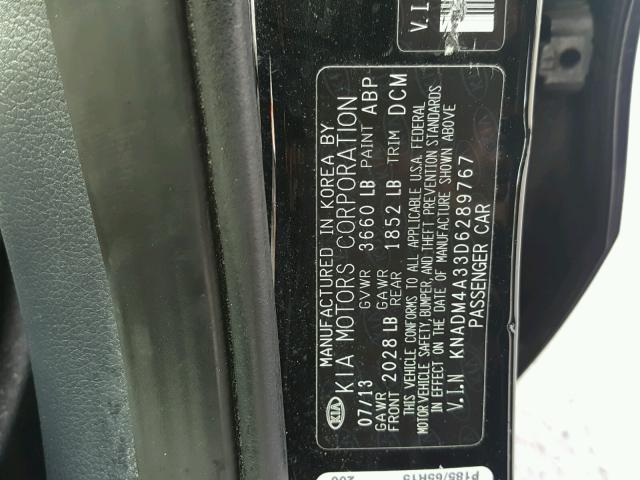 V.I.
KIA
MANUFACTURED IN KOREA BY
KIA MOTORS CORPORATION
07/13 GVWR 3660 LB PAINT ABP
GAWR GAWR
FRONT 2028 LB REAR 1852 LB TRIM DCM
THIS VEHICLE CONFORMS TO ALL APPLICABLE U.S.A. FEDERAL
MOTOR VEHICLE SAFETY, BUMPER, AND THEFT PREVENTION STANDARDS
IN EFFECT ON THE DATE OF MANUFACTURE SHOWN ABOVE
V.I.N KNADM4A33D6289767
PASSENGER CAR
P185/65R15